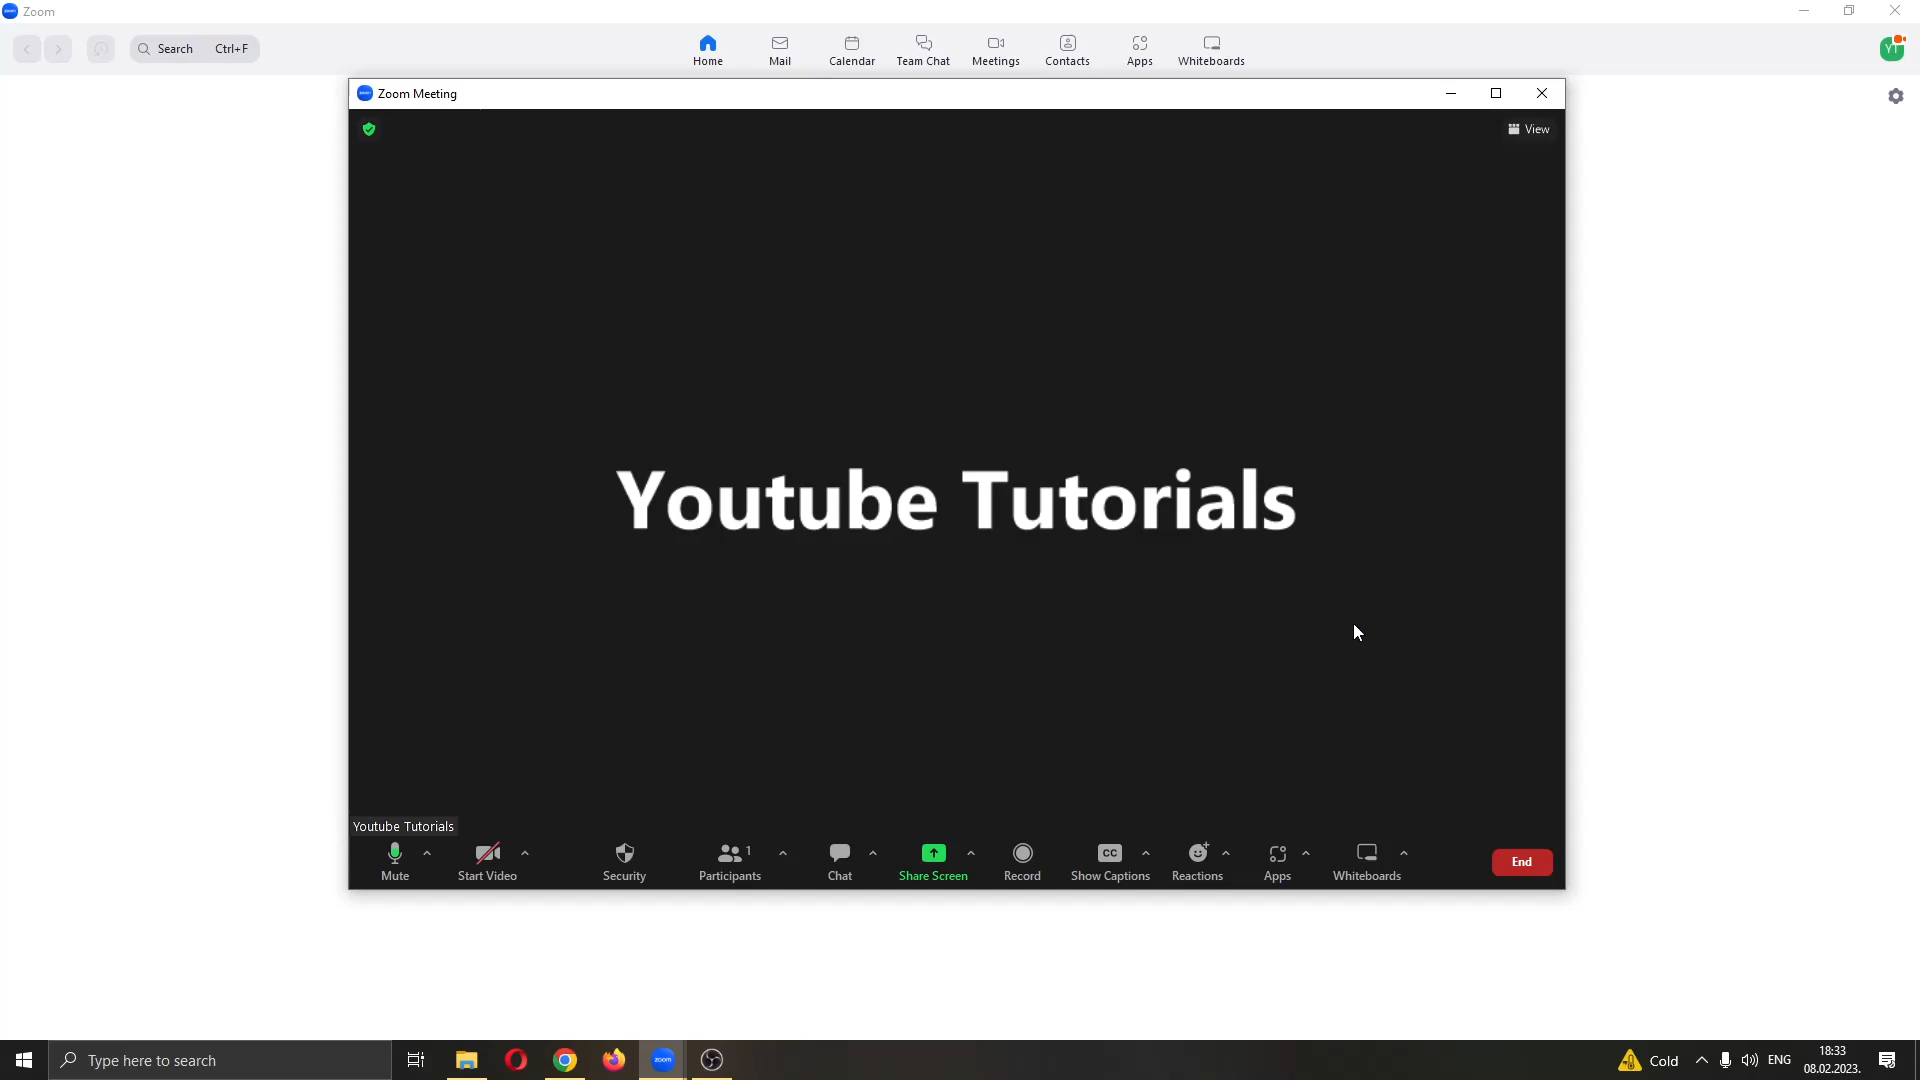 Zoom
Search Ctrl+F
Home Mail Calendar Team Chat Meetings Contacts Apps Whiteboards
YT
Zoom Meeting
View
Youtube Tutorials
Youtube Tutorials
1
CC
Mute Start Video Security Participants Chat Share Screen Record Show Captions Reactions Apps Whiteboards End
Type here to search
zoom
Cold ENG
18:33
08.02.2023.